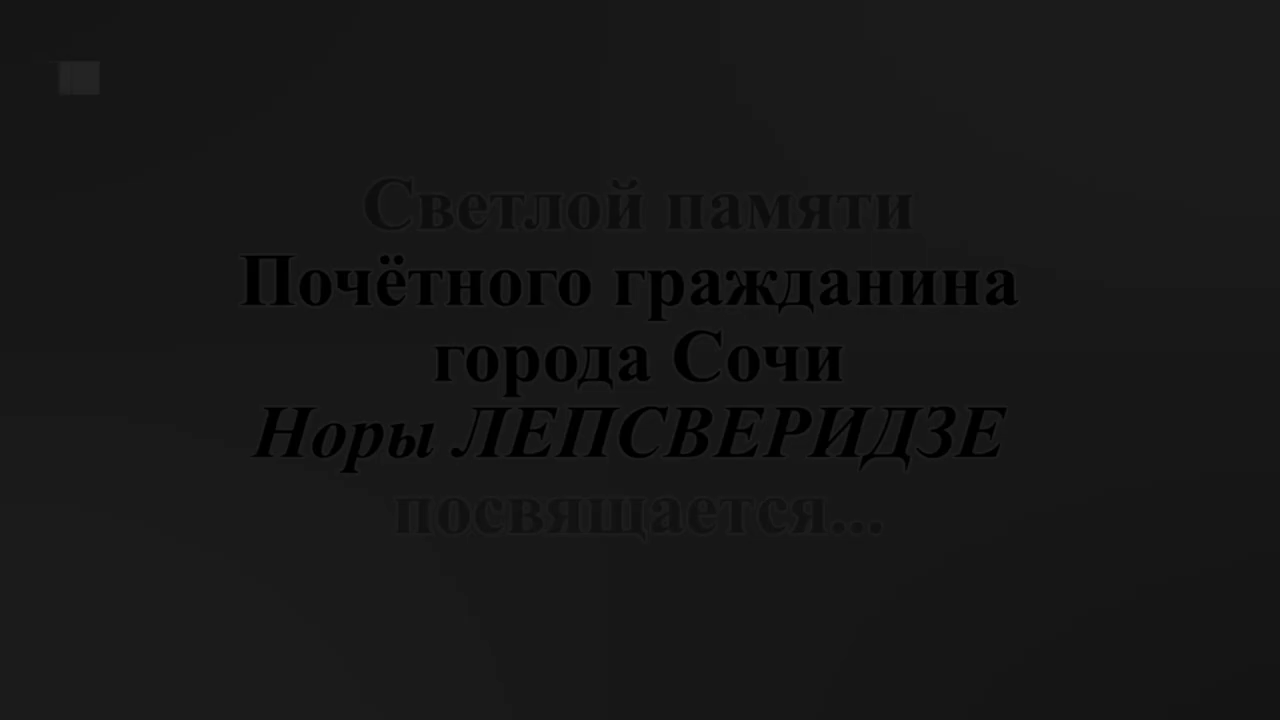 Светлой памяти
Почётного гражданина
города Сочи
Норы ЛЕПСВЕРИДЗЕ
посвящается...